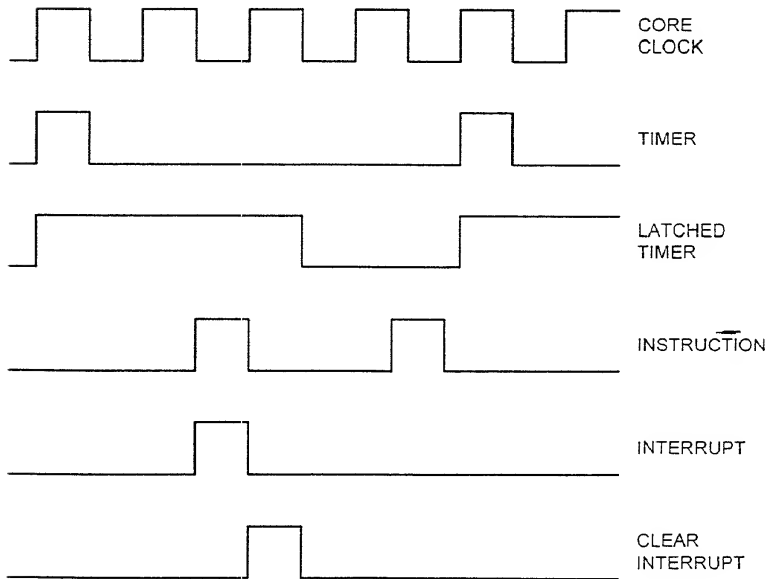 CORE
CLOCK
TIMER
LATCHED
TIMER
INSTRUCTION
INTERRUPT
CLEAR
INTERRUPT